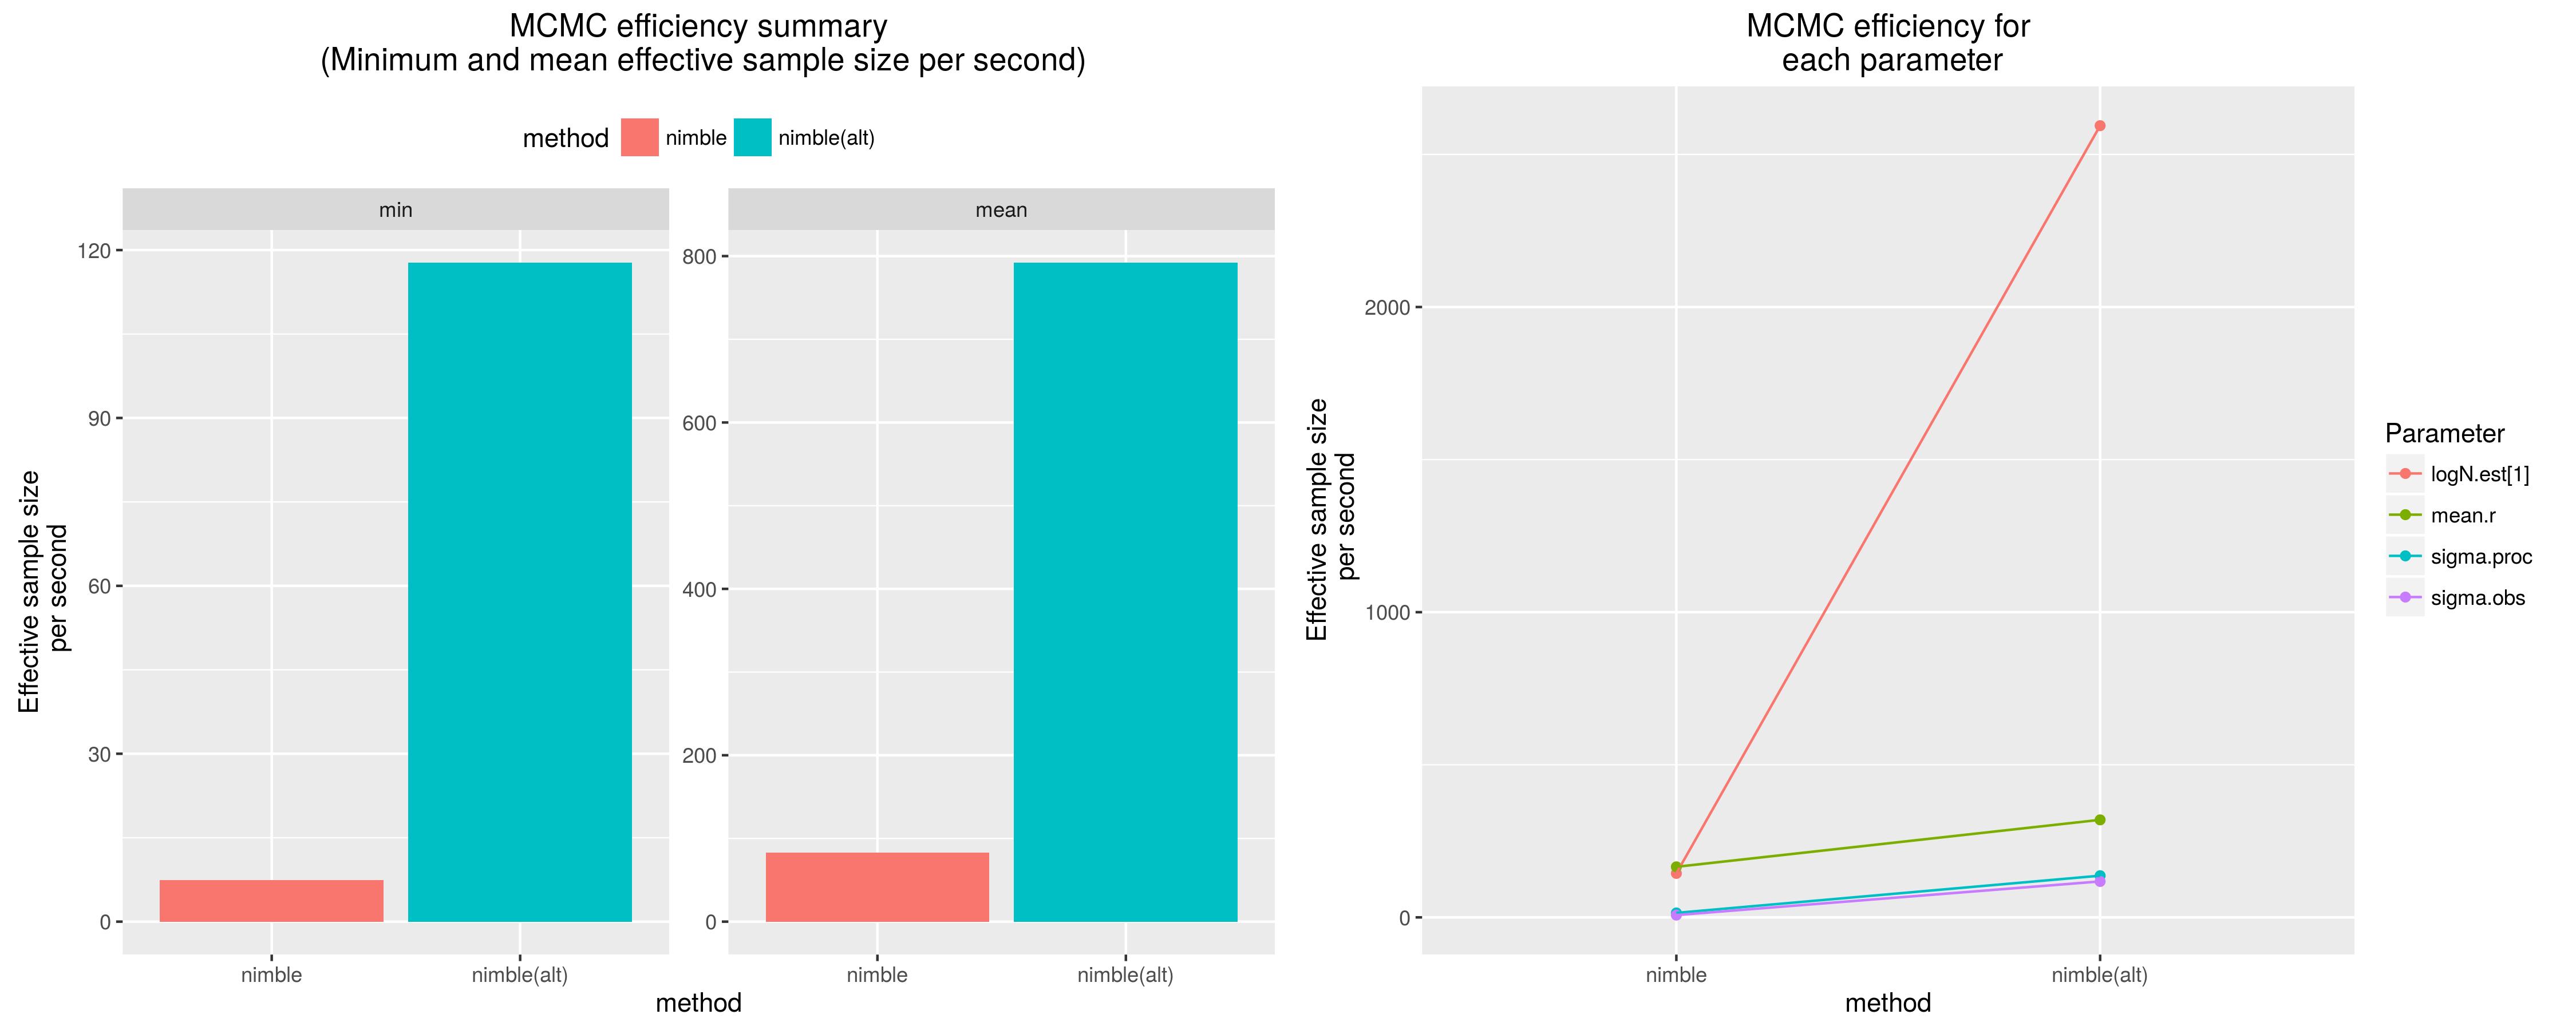 MCMC efficiency summary
(Minimum and mean effective sample size per second)
method nimble nimble(alt)
min
mean
Effective sample size
per second
120
90
60
30
0
800
600
400
200
0
nimble nimble(alt)
nimble nimble(alt)
method
MCMC efficiency for
each parameter
Effective sample size
per second
2000
1000
0
nimble nimble(alt)
method
Parameter
logN.est[1]
mean.r
sigma.proc
sigma.obs